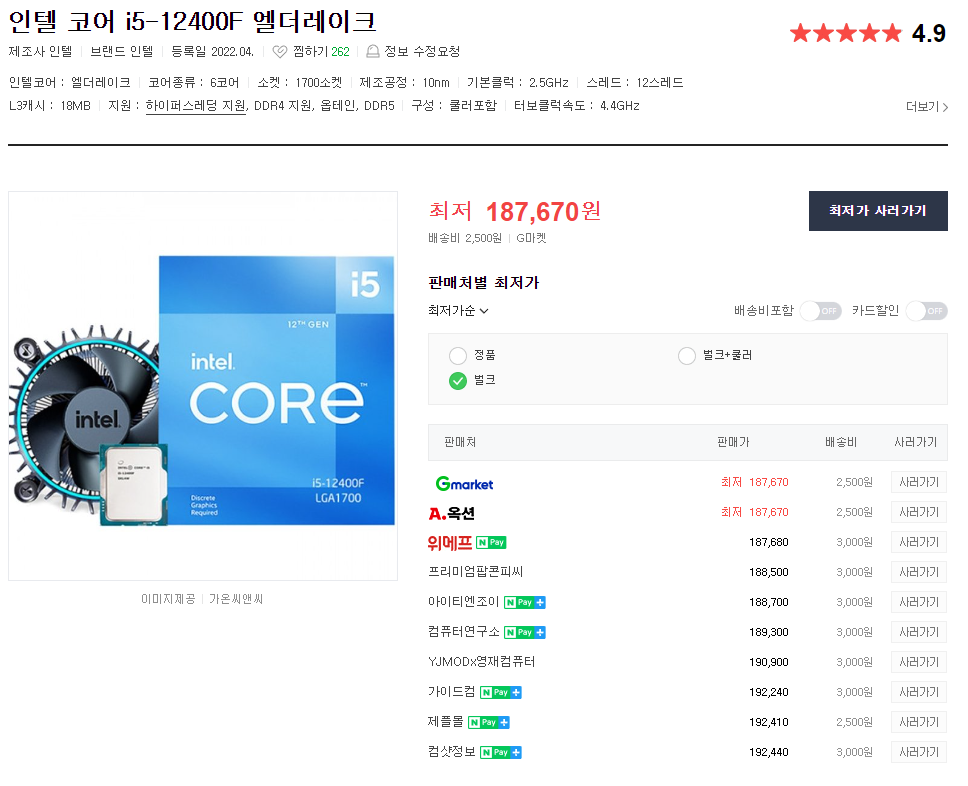 인텔 코어 i5-12400F 엘더레이크
4.9
제조사 인텔 브랜드 인텔 등록일 2022.04. 찜하기 262 정보 수정요청
인텔코어 : 엘더레이크 코어종류 : 6코어 소켓 : 1700소켓 제조공정 : 10nm 기본클럭 : 2.5GHz 스레드 : 12스레드
L3캐시 : 18MB 지원 : 하이퍼스레딩 지원, DDR4 지원, 옵테인, DDR5 구성 : 쿨러포함 터보클럭속도 : 4.4GHz
더보기
intel.
i5
12TH GEN
intel.
CORE™
i5-12400F
LGA1700
Discrete
Graphics
Required
이미지제공 가온씨앤씨
최저 187,670원
최저가 사러가기
배송비 2,500원 G마켓
판매처별 최저가
최저가순 배송비포함 OFF 카드할인 OFF
정품 벌크+쿨러
벌크
판매처 판매가 배송비 사러가기
Gmarket 최저 187,670 2,500원 사러가기
A.옥션 최저 187,670 2,500원 사러가기
위메프 N Pay 187,680 3,000원 사러가기
프리미엄팝콘피씨 188,500 3,000원 사러가기
아이티엔조이 N Pay + 188,700 3,000원 사러가기
컴퓨터연구소 N Pay + 189,300 3,000원 사러가기
YJMODx영재컴퓨터 190,900 3,000원 사러가기
가이드컴 N Pay + 192,240 3,000원 사러가기
제플몰 N Pay + 192,410 2,500원 사러가기
컴샷정보 N Pay + 192,440 3,000원 사러가기